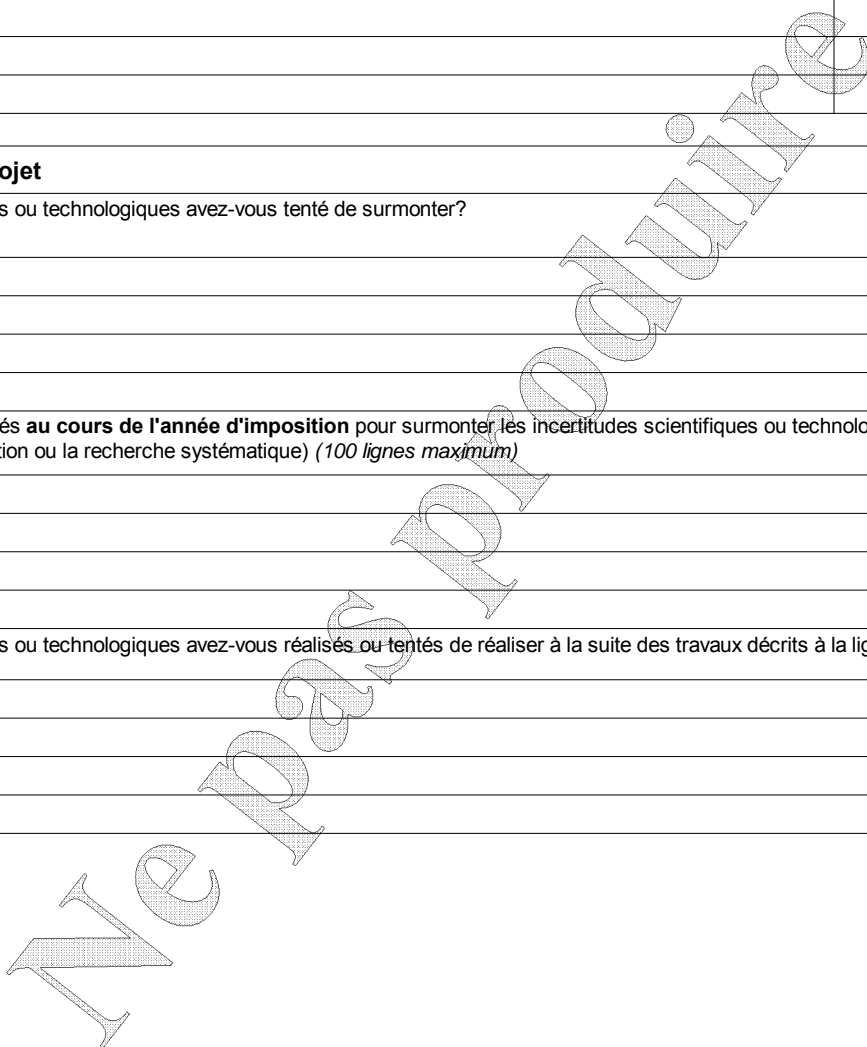 ojet
s ou technologiques avez-vous tenté de surmonter?
és au cours de l'année d'imposition pour surmonter les incertitudes scientifiques ou technolo
tion ou la recherche systématique) (100 lignes maximum)
s ou technologiques avez-vous réalisés ou tentés de réaliser à la suite des travaux décrits à la lig
Ne pas produire